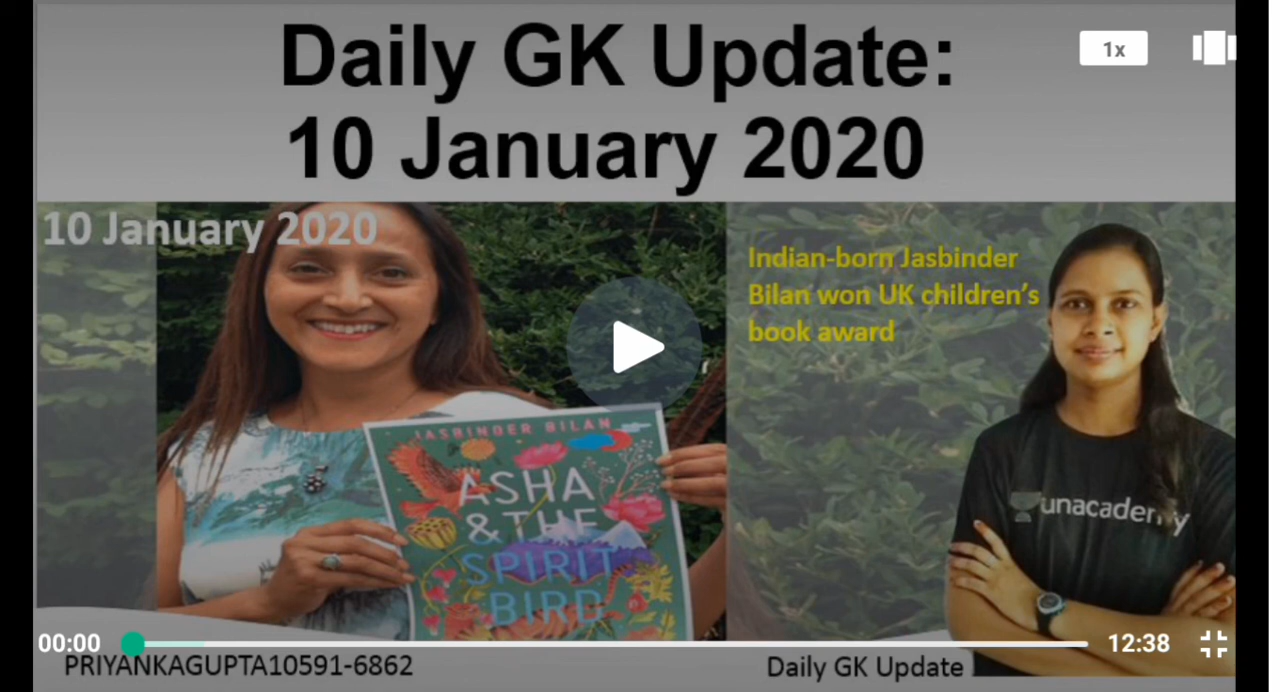 Daily GK Update:
10 January 2020
1x
10 January 2020
Indian-born Jasbinder
Bilan won UK children's
book award
JASBINDER BILAN
ASHA
& THE
SPIRIT
BIRD
unacademy
00:00
12:38
PRIYANKAGUPTA10591-6862
Daily GK Update